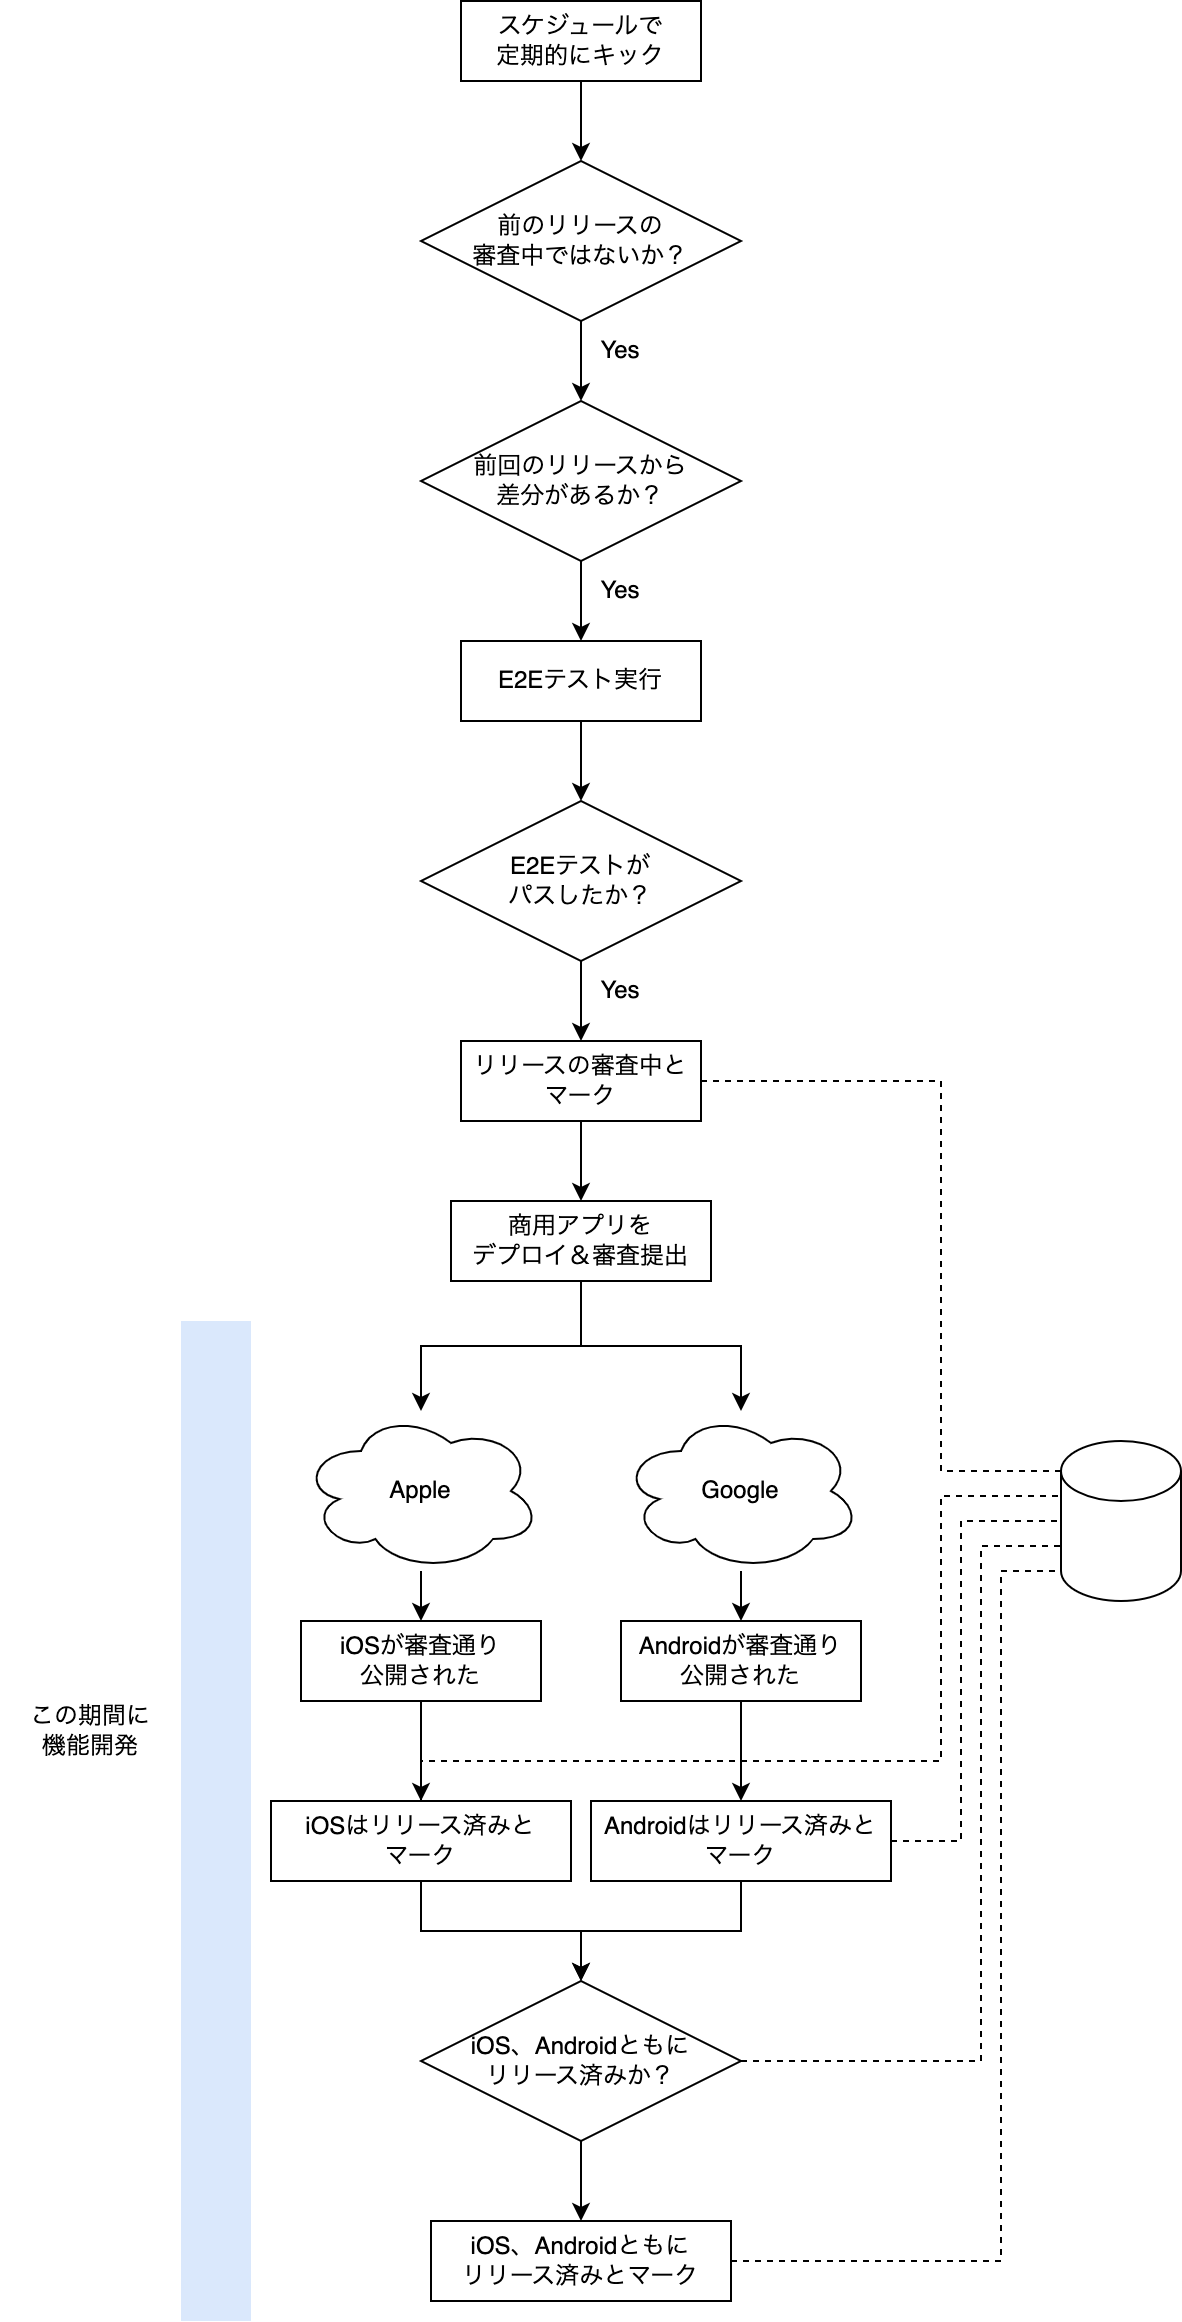 スケジュールで
定期的にキック
前のリリースの
審査中ではないか？
Yes
前回のリリースから
差分があるか？
Yes
E2Eテスト実行
E2Eテストが
パスしたか？
Yes
リリースの審査中と
マーク
商用アプリを
デプロイ＆審査提出
Apple
Google
iOSが審査通り
公開された
Androidが審査通り
公開された
この期間に
機能開発
iOSはリリース済みと
マーク
Androidはリリース済みと
マーク
iOS、Androidともに
リリース済みか？
iOS、Androidともに
リリース済みとマーク